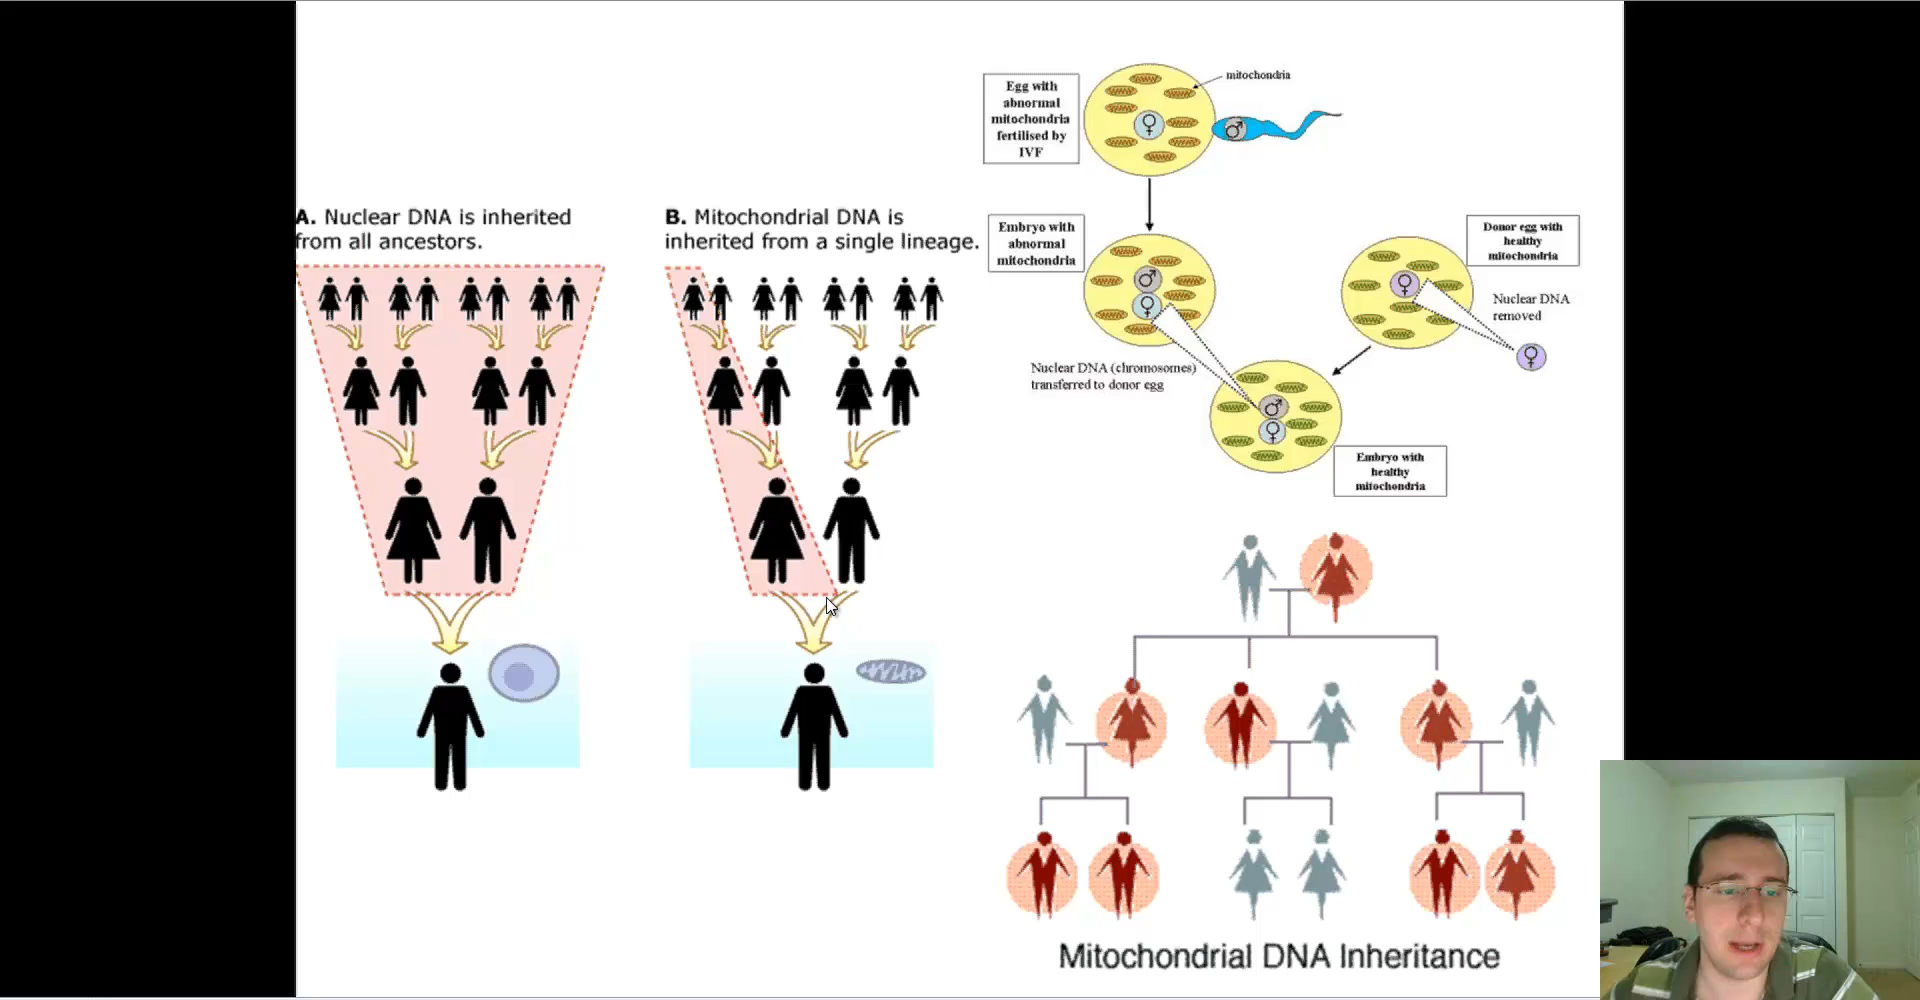 A. Nuclear DNA is inherited
from all ancestors.
B. Mitochondrial DNA is
inherited from a single lineage.
Egg with
abnormal
mitochondria
fertilised by
IVF
mitochondria
Embryo with
abnormal
mitochondria
Donor egg with
healthy
mitochondria
Nuclear DNA
removed
Nuclear DNA (chromosomes)
transferred to donor egg
Embryo with
healthy
mitochondria
Mitochondrial DNA Inheritance